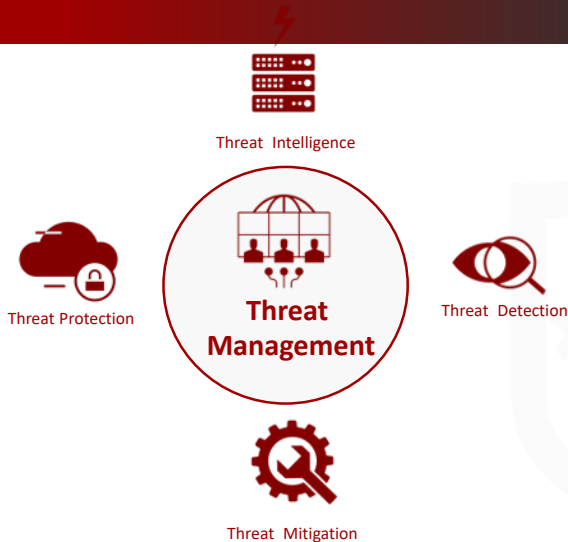 Threat Intelligence
Threat Protection
Threat
Management
Threat Detection
Threat Mitigation